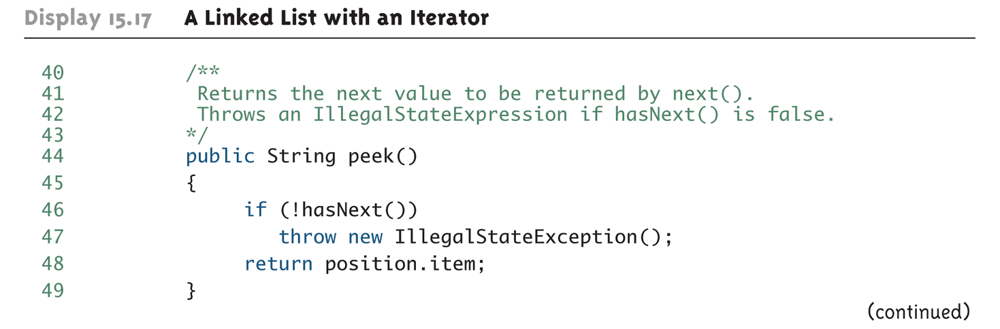 Display 15.17 A Linked List with an Iterator
40 /**
41 Returns the next value to be returned by next().
42 Throws an IllegalStateExpression if hasNext() is false.
43 */
44 public String peek()
45 {
46 if (!hasNext())
47 throw new IllegalStateException();
48 return position.item;
49 }
(continued)